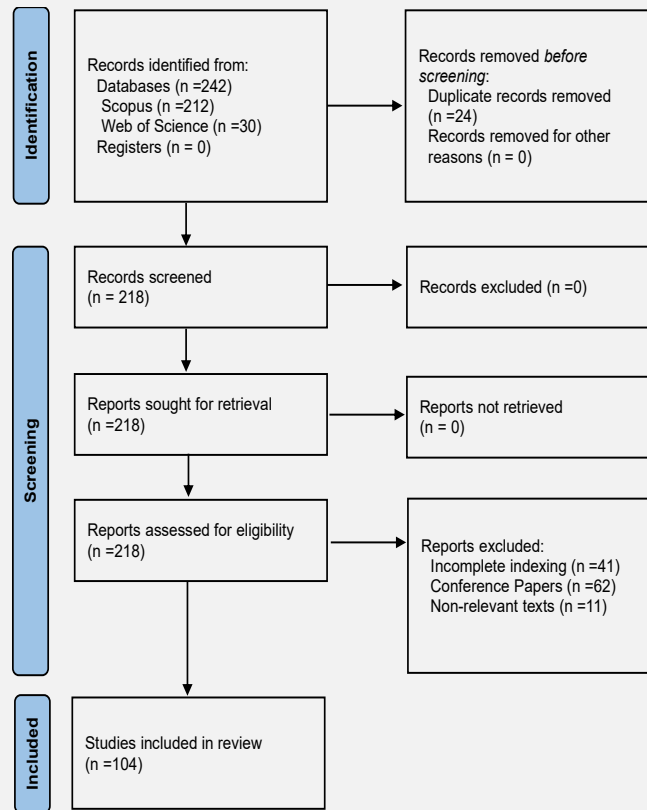 Identification
Records identified from:
Databases (n =242)
Scopus (n =212)
Web of Science (n =30)
Registers (n = 0)
Records removed before
screening:
Duplicate records removed
(n =24)
Records removed for other
reasons (n = 0)
Screening
Records screened
(n = 218)
Records excluded (n =0)
Reports sought for retrieval
(n =218)
Reports not retrieved
(n = 0)
Reports assessed for eligibility
(n =218)
Reports excluded:
Incomplete indexing (n =41)
Conference Papers (n =62)
Non-relevant texts (n =11)
Included
Studies included in review
(n =104)